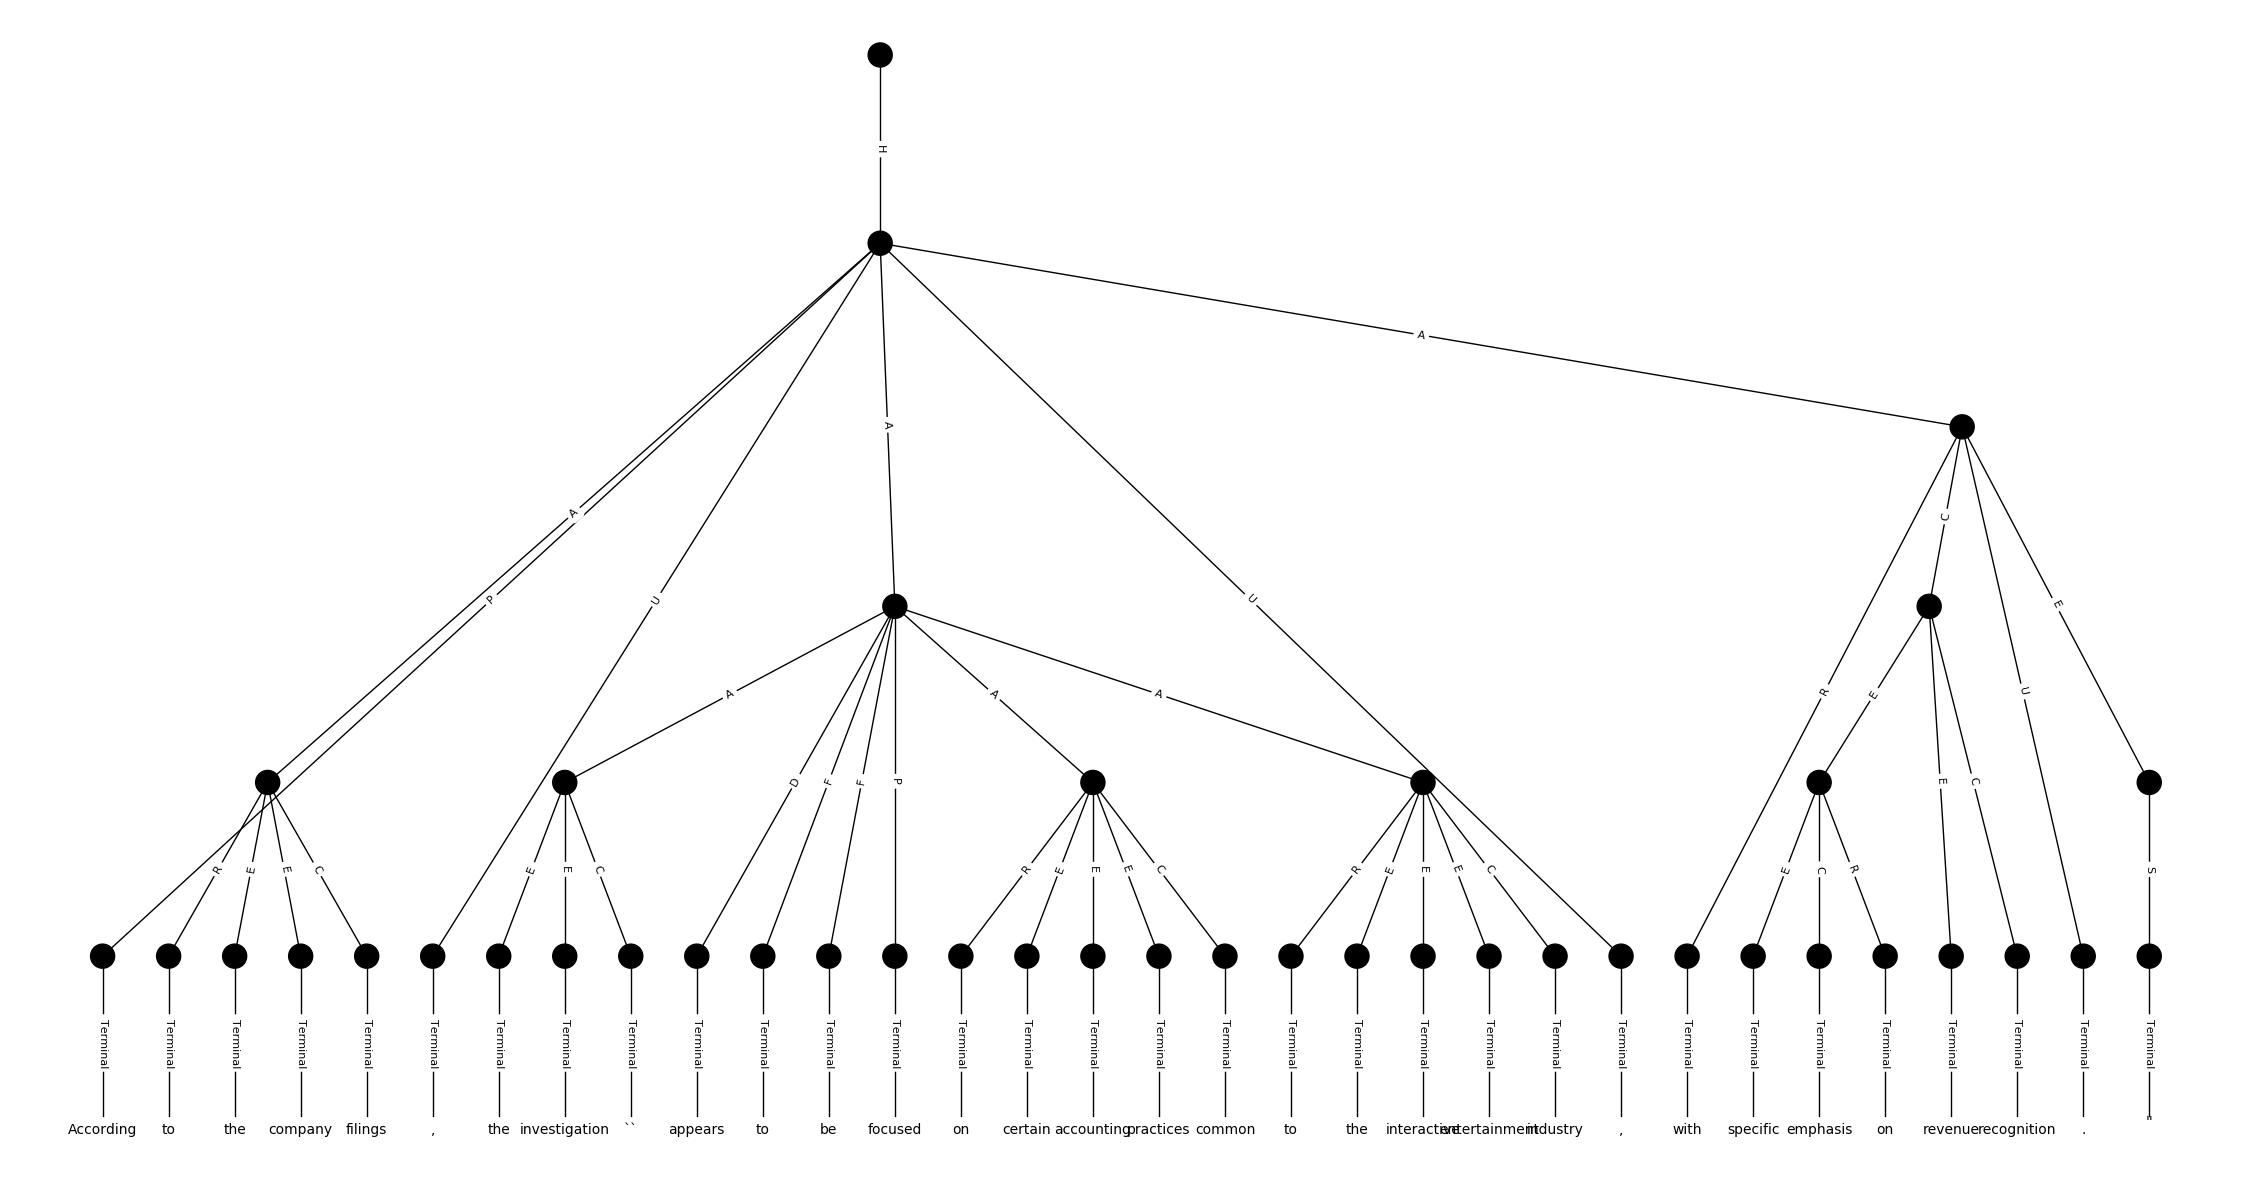 H
A
A
A
P
U
U
C
E
A
A
A
R
E
U
D
F
F
P
E
C
R
E
E
C
E
E
C
R
E
E
E
C
R
E
E
E
C
E
C
R
S
Terminal Terminal Terminal Terminal Terminal Terminal Terminal Terminal Terminal Terminal Terminal Terminal Terminal Terminal Terminal Terminal Terminal Terminal Terminal Terminal Terminal Terminal Terminal Terminal Terminal Terminal Terminal Terminal Terminal Terminal Terminal Terminal
According to the company filings , the investigation `` appears to be focused on certain accounting practices common to the interactive entertainment industry , with specific emphasis on revenue recognition . "